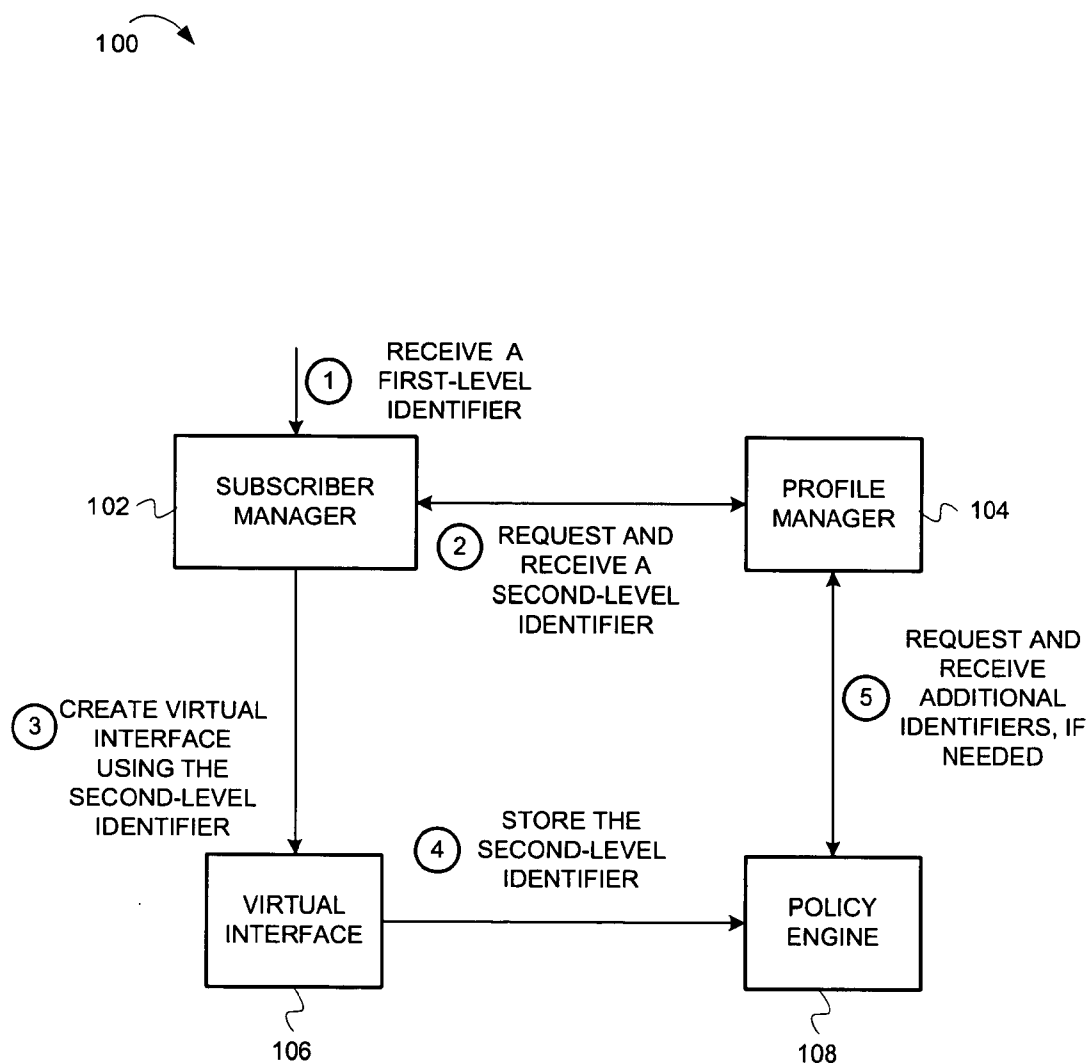 100
1
RECEIVE A
FIRST-LEVEL
IDENTIFIER
SUBSCRIBER
MANAGER
102
PROFILE
MANAGER
104
2
REQUEST AND
RECEIVE A
SECOND-LEVEL
IDENTIFIER
3
CREATE VIRTUAL
INTERFACE
USING THE
SECOND-LEVEL
IDENTIFIER
5
REQUEST AND
RECEIVE
ADDITIONAL
IDENTIFIERS, IF
NEEDED
4
STORE THE
SECOND-LEVEL
IDENTIFIER
VIRTUAL
INTERFACE
106
POLICY
ENGINE
108